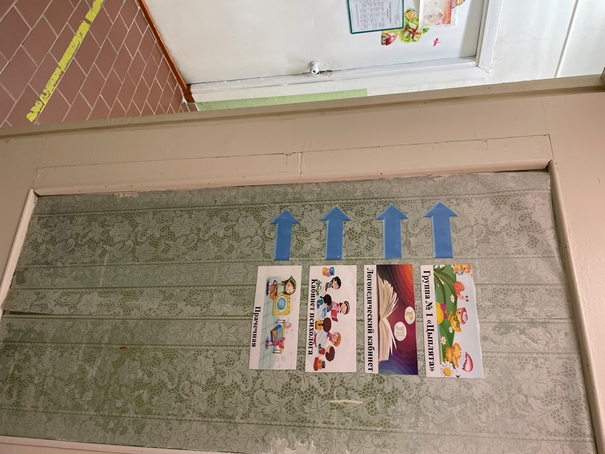 Группа № 1 «Цыплята»
Логопедический кабинет
Кабинет психолога
Прачечная